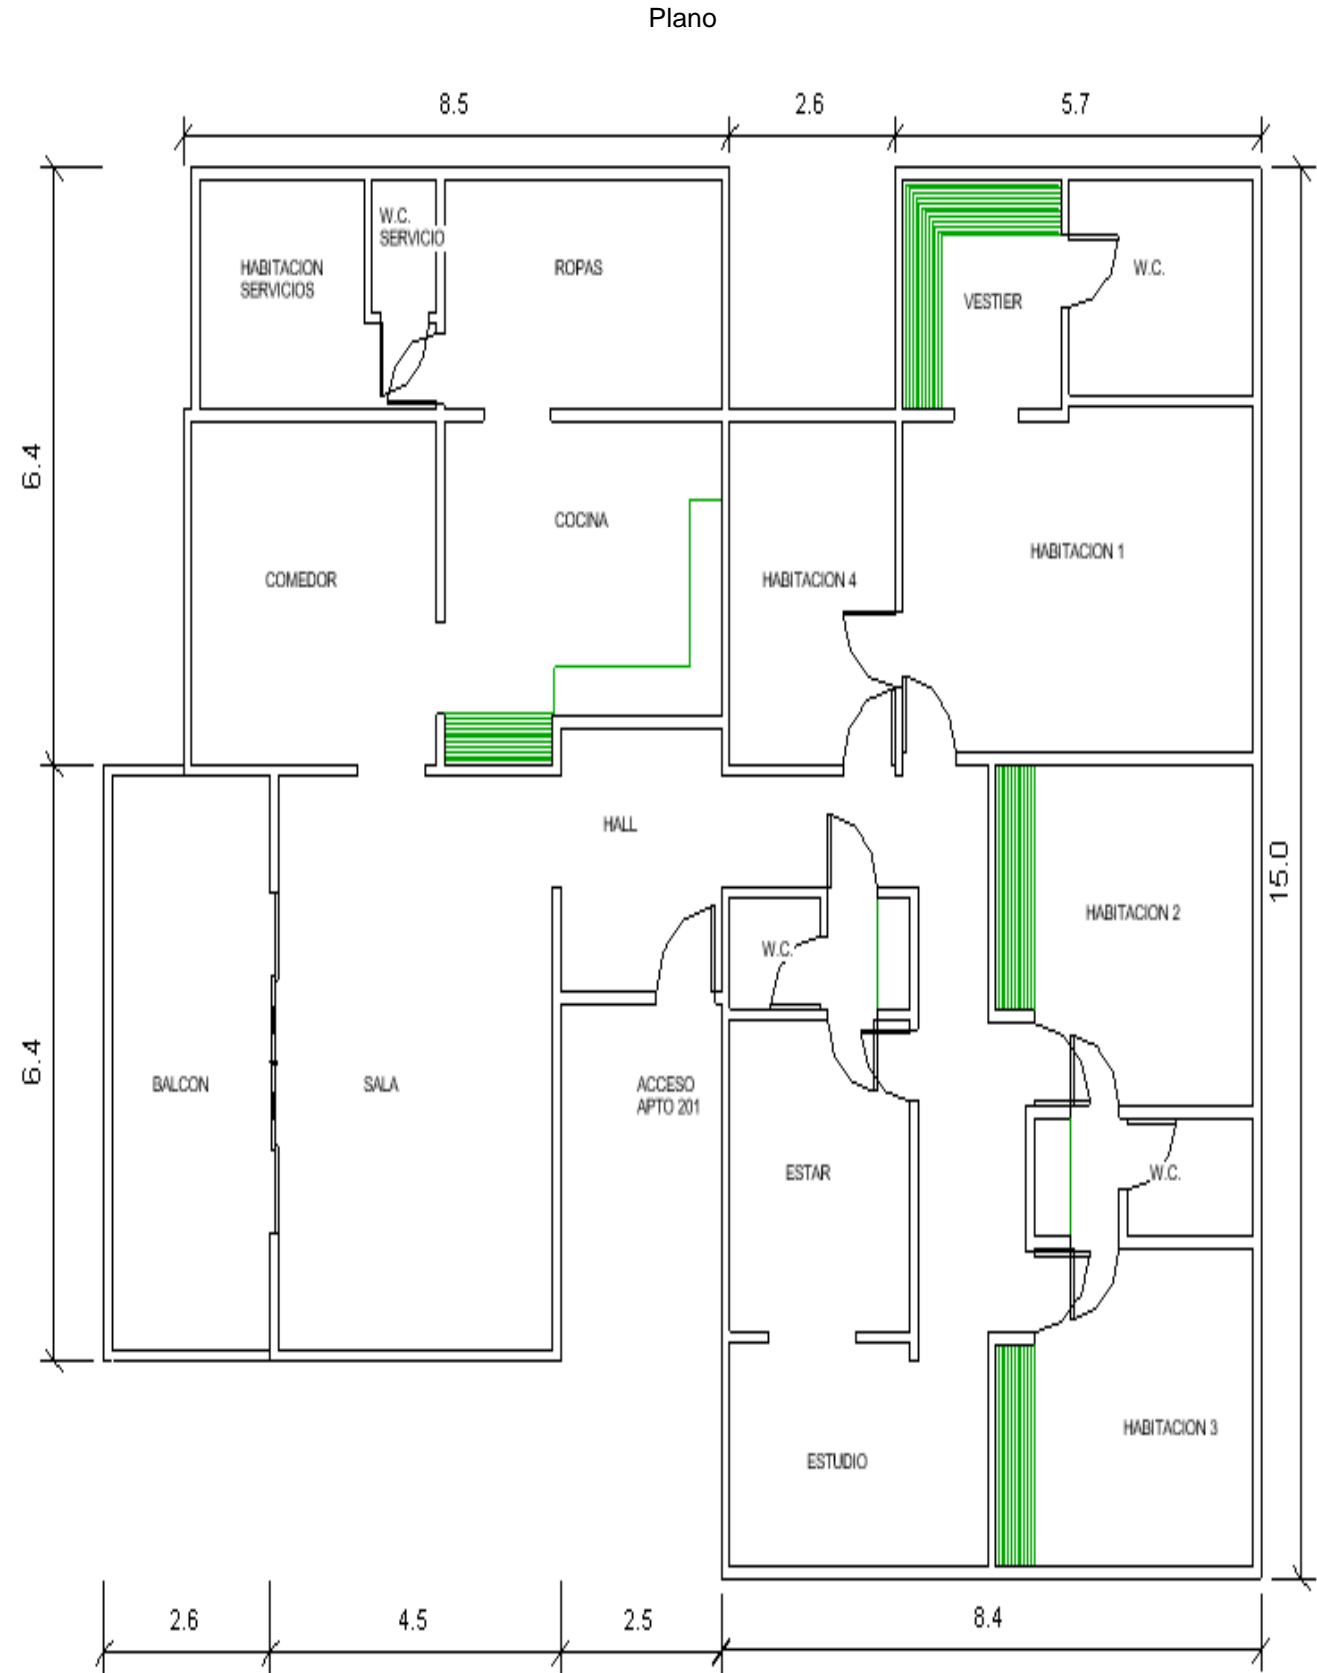 Plano
8.5
2.6
5.7
W.C.
SERVICIO
HABITACION
SERVICIOS
ROPAS
VESTIER
W.C.
6.4
COCINA
COMEDOR
HABITACION 4
HABITACION 1
HALL
15.0
HABITACION 2
W.C.
6.4
BALCON
SALA
ACCESO
APTO 201
ESTAR
W.C.
HABITACION 3
ESTUDIO
2.6
4.5
2.5
8.4